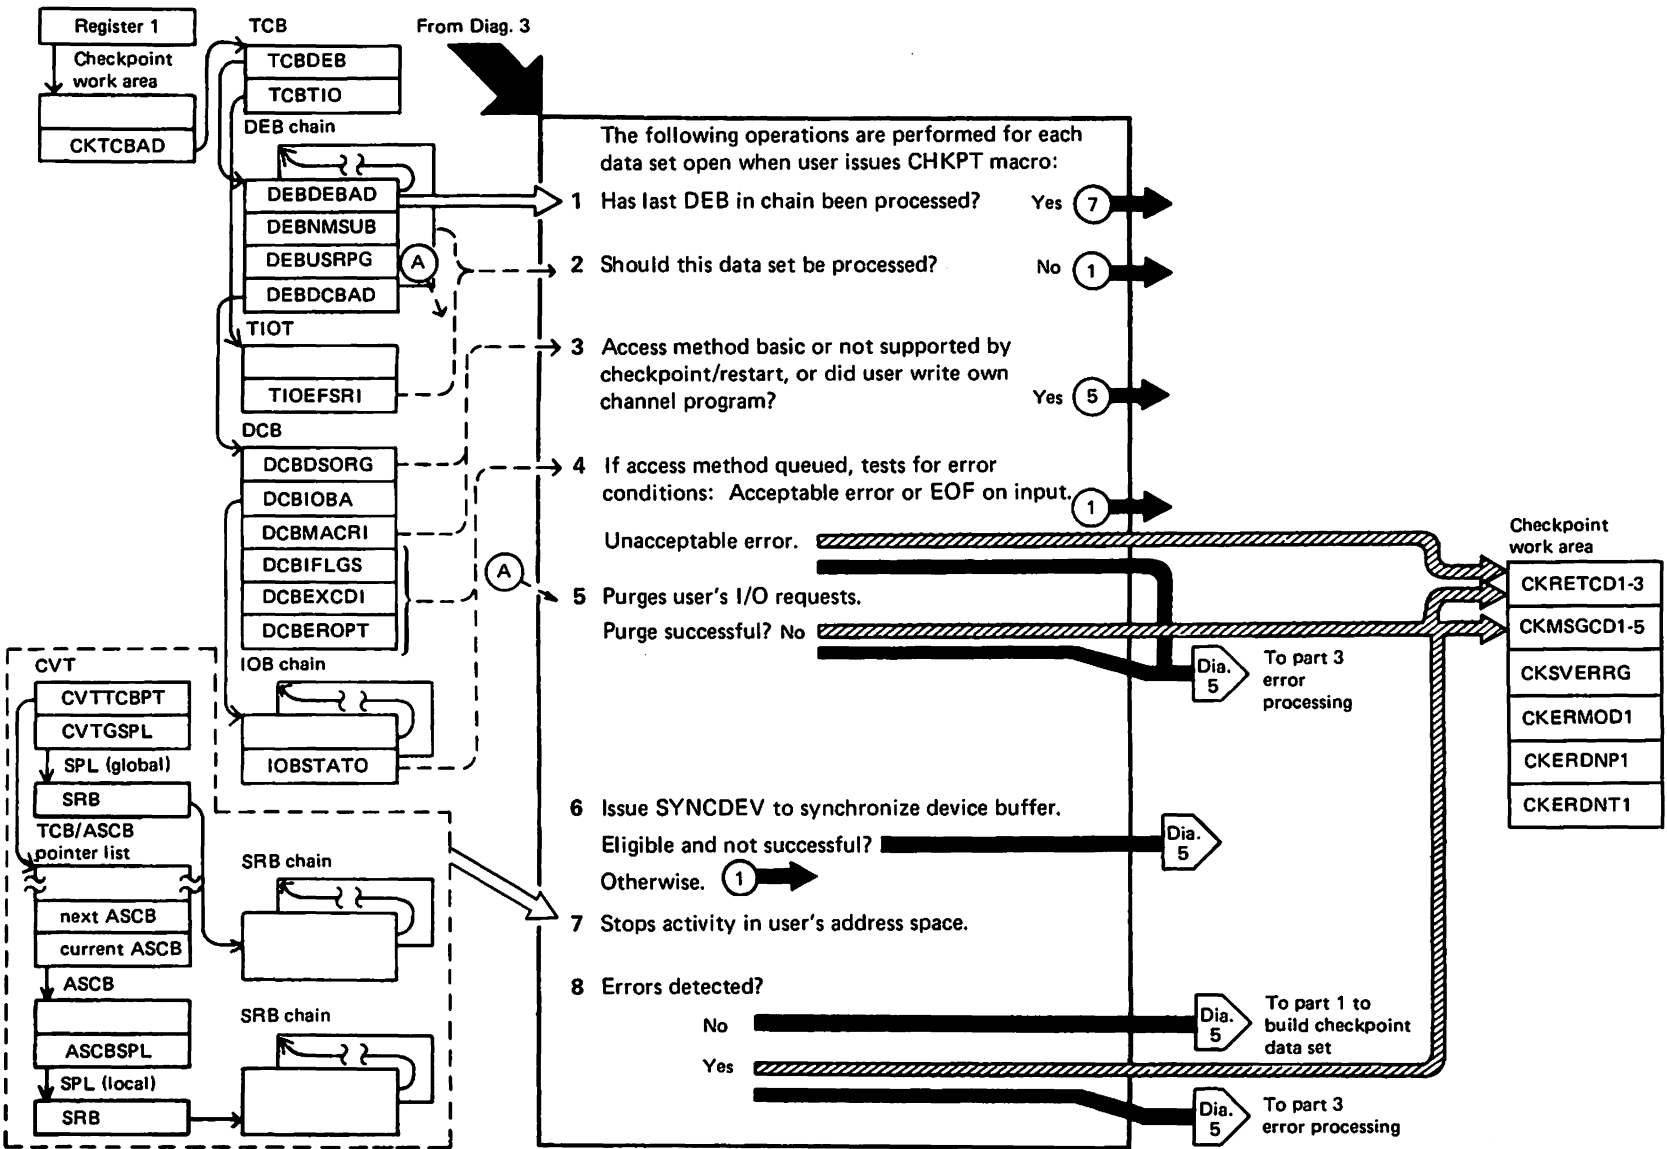 Register 1
Checkpoint
work area
CKTCBAD
TCB
TCBDEB
TCBTIO
DEB chain
DEBDEBAD
DEBNMSUB
DEBUSRPG
A
DEBDCBAD
TIOT
TIOEFSRI
DCB
DCBDSORG
DCBIOBA
DCBMACRI
DCBIFLGS
DCBEXCDI
DCBEROPT
IOB chain
IOBSTATO
CVT
CVTTCBPT
CVTGSPL
SPL (global)
SRB
TCB/ASCB
pointer list
next ASCB
current ASCB
ASCB
ASCBSPL
SPL (local)
SRB
SRB chain
SRB chain
From Diag. 3
The following operations are performed for each
data set open when user issues CHKPT macro:
1 Has last DEB in chain been processed? Yes 7
2 Should this data set be processed? No 1
3 Access method basic or not supported by
checkpoint/restart, or did user write own
channel program? Yes 5
4 If access method queued, tests for error
conditions: Acceptable error or EOF on input. 1
Unacceptable error.
A
5 Purges user's I/O requests.
Purge successful? No
Dia.
5
To part 3
error
processing
6 Issue SYNCDEV to synchronize device buffer.
Eligible and not successful?
Dia.
5
Otherwise. 1
7 Stops activity in user's address space.
8 Errors detected?
No
Dia.
5
To part 1 to
build checkpoint
data set
Yes
Dia.
5
To part 3
error processing
Checkpoint
work area
CKRETCD1-3
CKMSGCD1-5
CKSVERRG
CKERMOD1
CKERDNP1
CKERDNT1